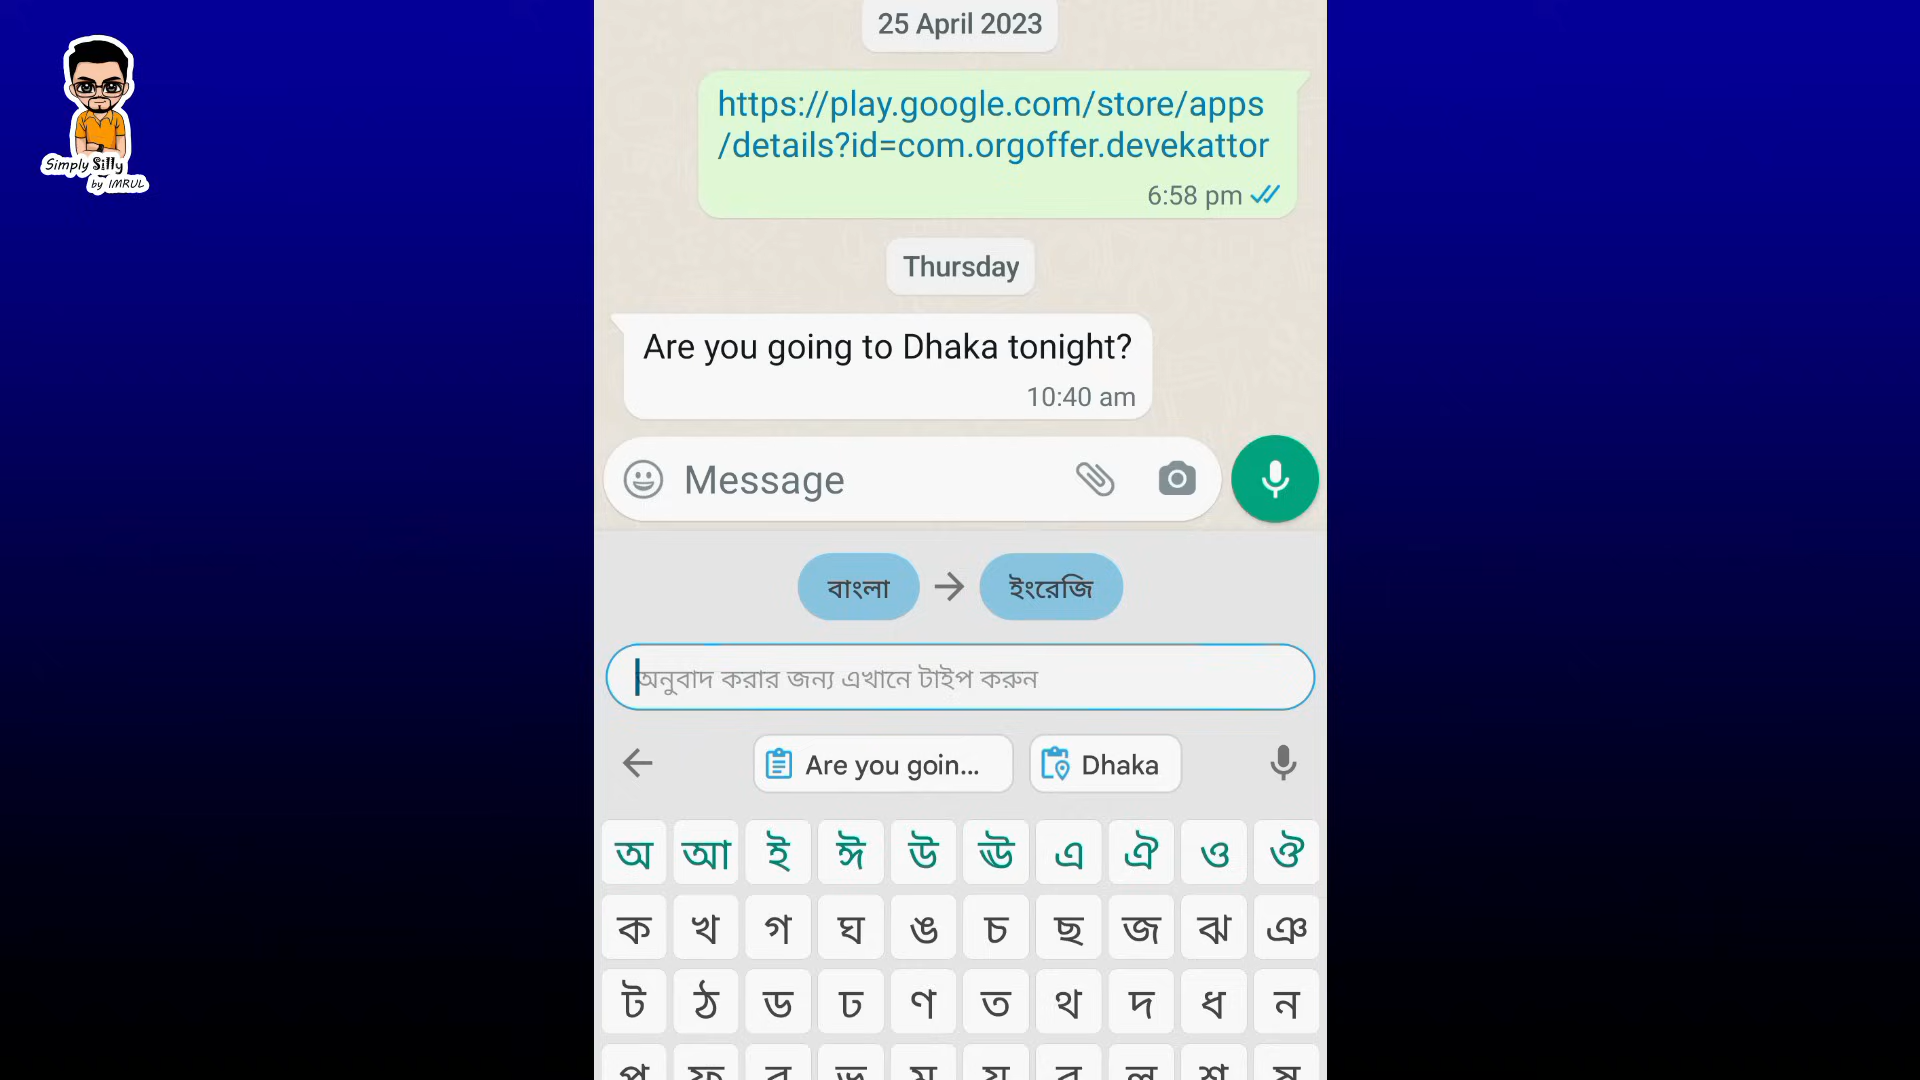 Simply Silly
by IMRUL
25 April 2023
https://play.google.com/store/apps
/details?id=com.orgoffer.devekattor
6:58 pm
Thursday
Are you going to Dhaka tonight?
10:40 am
Message
বাংলা → ইংরেজি
অনুবাদ করার জন্য এখানে টাইপ করুন
Are you goin... Dhaka
অ আ ই ঈ উ ঊ এ ঐ ও ঔ
ক খ গ ঘ ঙ চ ছ জ ঝ ঞ
ট ঠ ড ঢ ণ ত থ দ ধ ন